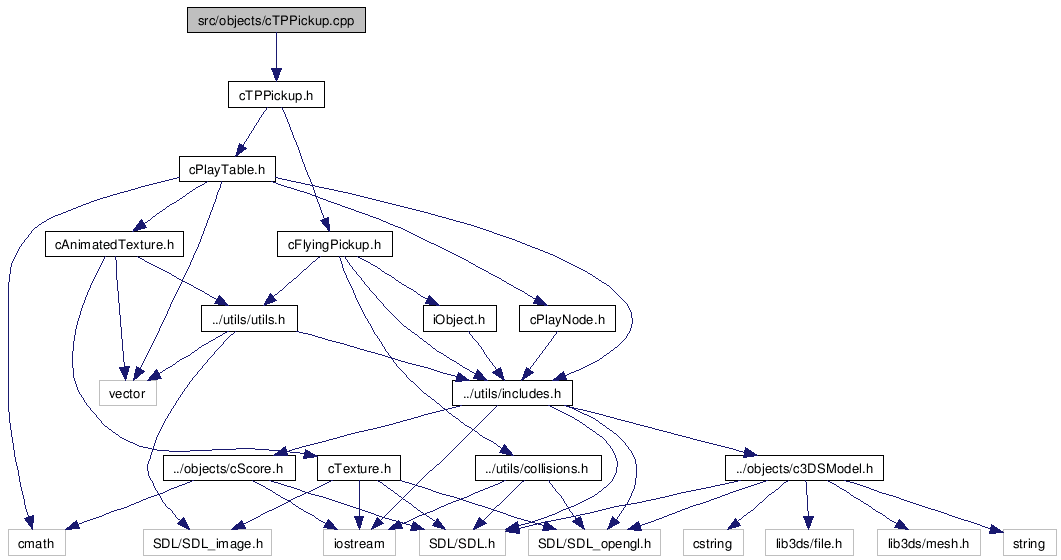 src/objects/cTPPickup.cpp
cTPPickup.h
cPlayTable.h
cAnimatedTexture.h
cFlyingPickup.h
../utils/utils.h
iObject.h
cPlayNode.h
vector
../utils/includes.h
../objects/cScore.h
cTexture.h
../utils/collisions.h
../objects/c3DSModel.h
cmath
SDL/SDL_image.h
iostream
SDL/SDL.h
SDL/SDL_opengl.h
cstring
lib3ds/file.h
lib3ds/mesh.h
string